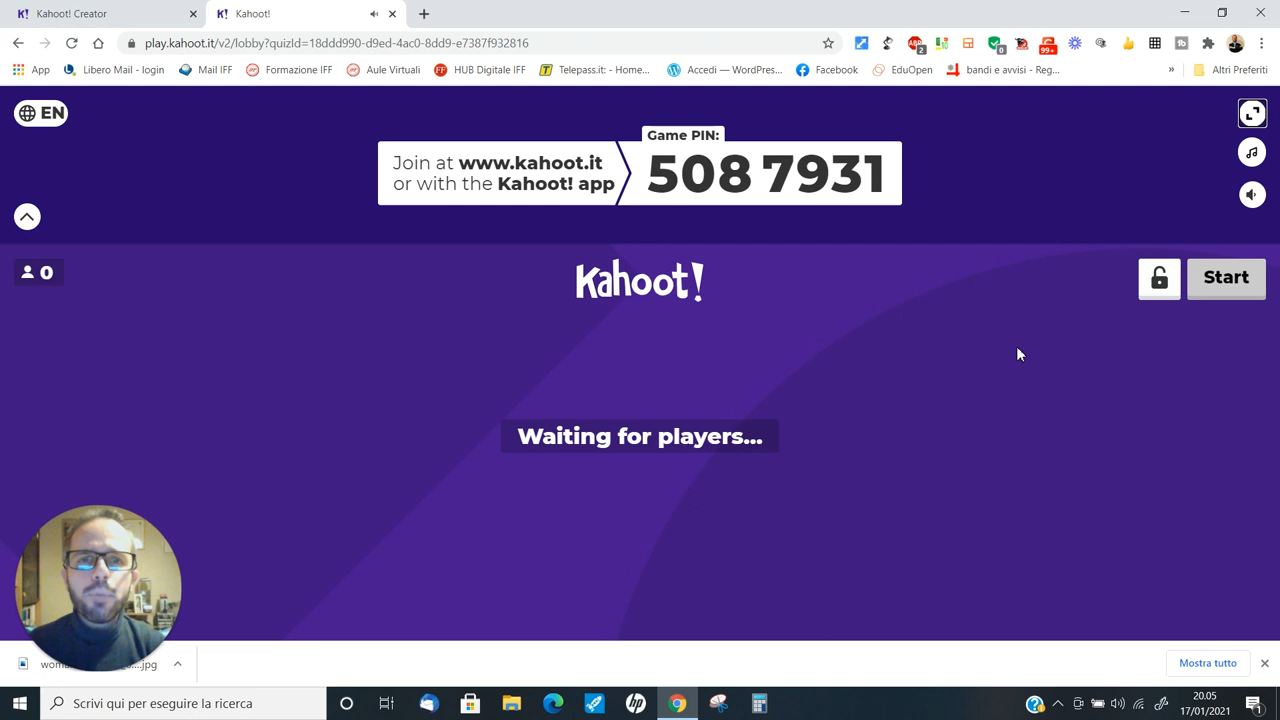 Kahoot! Creator
Kahoot!
play.kahoot.it/v2/lobby?quizId=18ddd990-d9ed-4ac0-8dd9-e7387f932816
App
Libero Mail - login
Mail IFF
Formazione IFF
Aule Virtuali
HUB Digitale IFF
Telepass.it: - Home...
Accedi — WordPres...
Facebook
EduOpen
bandi e avvisi - Reg...
»
Altri Preferiti
EN
Game PIN:
Join at www.kahoot.it
or with the Kahoot! app
508 7931
0
Kahoot!
Start
Waiting for players...
.jpg
Mostra tutto
Scrivi qui per eseguire la ricerca
20.05
17/01/2021